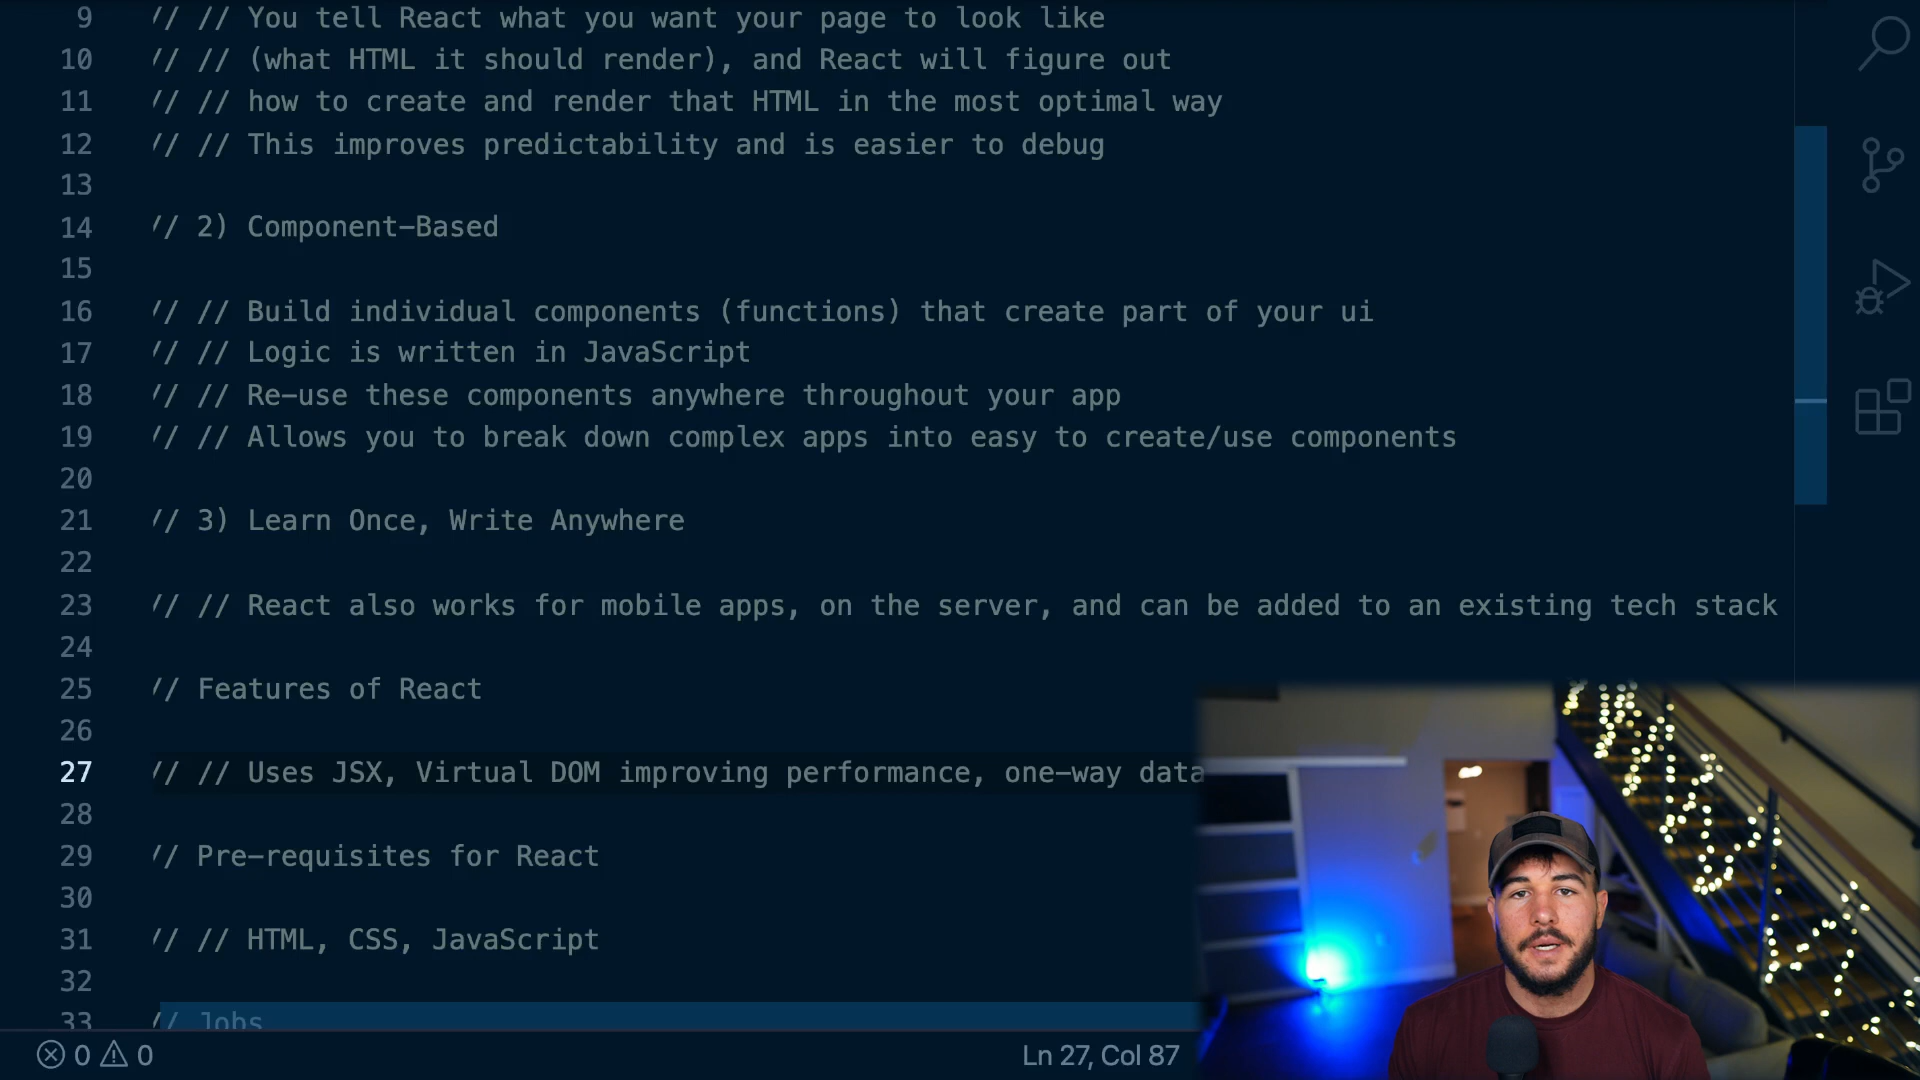 9 // // You tell React what you want your page to look like
10 // // (what HTML it should render), and React will figure out
11 // // how to create and render that HTML in the most optimal way
12 // // This improves predictability and is easier to debug
13
14 // 2) Component-Based
15
16 // // Build individual components (functions) that create part of your ui
17 // // Logic is written in JavaScript
18 // // Re-use these components anywhere throughout your app
19 // // Allows you to break down complex apps into easy to create/use components
20
21 // 3) Learn Once, Write Anywhere
22
23 // // React also works for mobile apps, on the server, and can be added to an existing tech stack
24
25 // Features of React
26
27 // // Uses JSX, Virtual DOM improving performance, one-way data
28
29 // Pre-requisites for React
30
31 // // HTML, CSS, JavaScript
32
33 // Jobs
0 0 Ln 27, Col 87